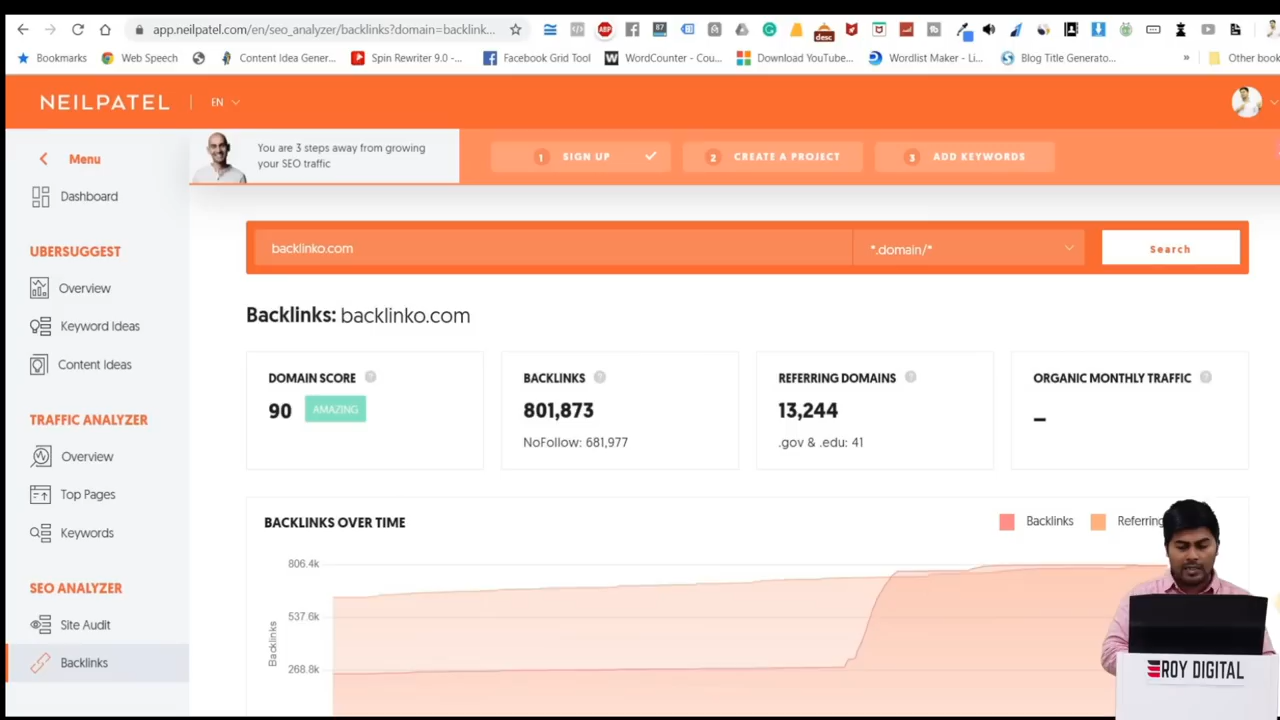 app.neilpatel.com/en/seo_analyzer/backlinks?domain=backlink...
Bookmarks
Web Speech
Content Idea Gener...
Spin Rewriter 9.0 -...
Facebook Grid Tool
WordCounter - Cou...
Download YouTube...
Wordlist Maker - Li...
Blog Title Generato...
»
Other book
NEILPATEL
EN
Menu
You are 3 steps away from growing
your SEO traffic
1 SIGN UP
2 CREATE A PROJECT
3 ADD KEYWORDS
Dashboard
UBERSUGGEST
Overview
Keyword Ideas
Content Ideas
TRAFFIC ANALYZER
Overview
Top Pages
Keywords
SEO ANALYZER
Site Audit
Backlinks
backlinko.com
*.domain/*
Search
Backlinks: backlinko.com
DOMAIN SCORE ?
90 AMAZING
BACKLINKS ?
801,873
NoFollow: 681,977
REFERRING DOMAINS ?
13,244
.gov & .edu: 41
ORGANIC MONTHLY TRAFFIC ?
–
BACKLINKS OVER TIME
Backlinks
Referring
806.4k
537.6k
268.8k
Backlinks
ROY DIGITAL